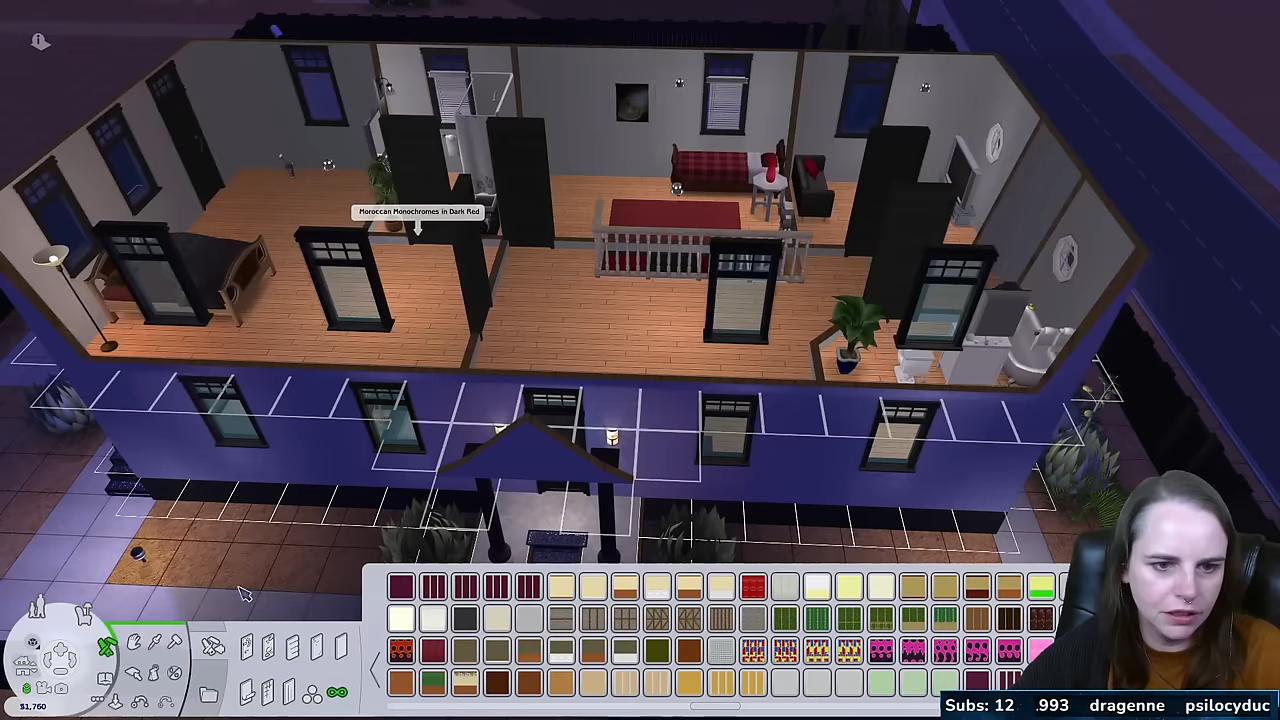 Moroccan Monochromes in Dark Red
$1,760
Subs: 12 .993 dragenne psilocyduc